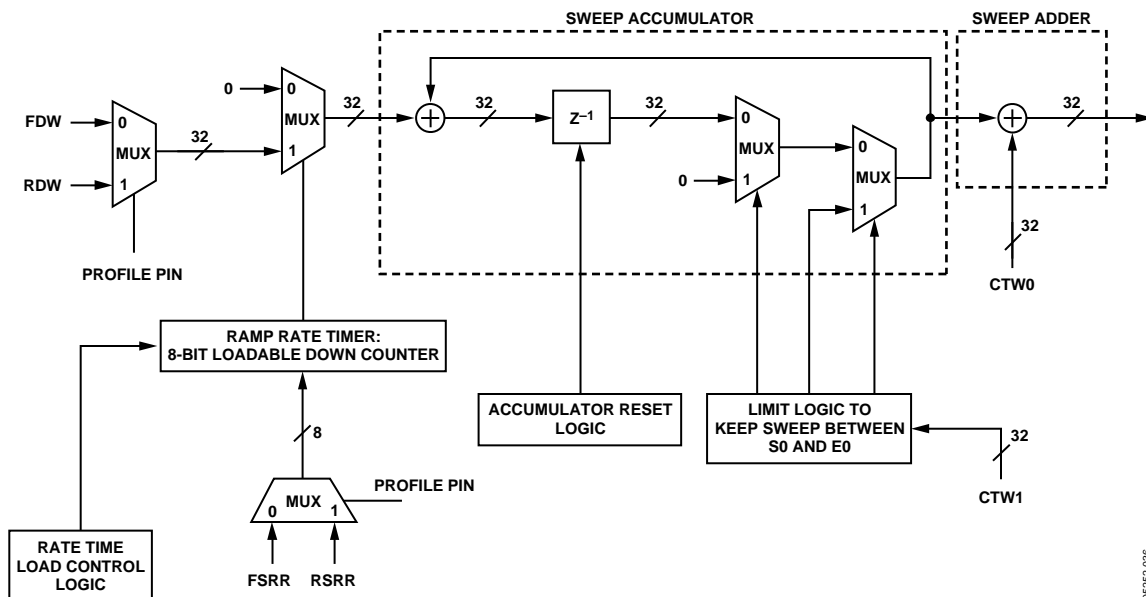 SWEEP ACCUMULATOR
SWEEP ADDER
0
0
MUX
1
32
32
Z–1
32
0
MUX
1
0
0
MUX
1
32
FDW
RDW
0
MUX
1
32
PROFILE PIN
32
CTW0
RAMP RATE TIMER:
8-BIT LOADABLE DOWN COUNTER
ACCUMULATOR RESET
LOGIC
LIMIT LOGIC TO
KEEP SWEEP BETWEEN
S0 AND E0
32
CTW1
8
PROFILE PIN
MUX
0
1
FSRR
RSRR
RATE TIME
LOAD CONTROL
LOGIC